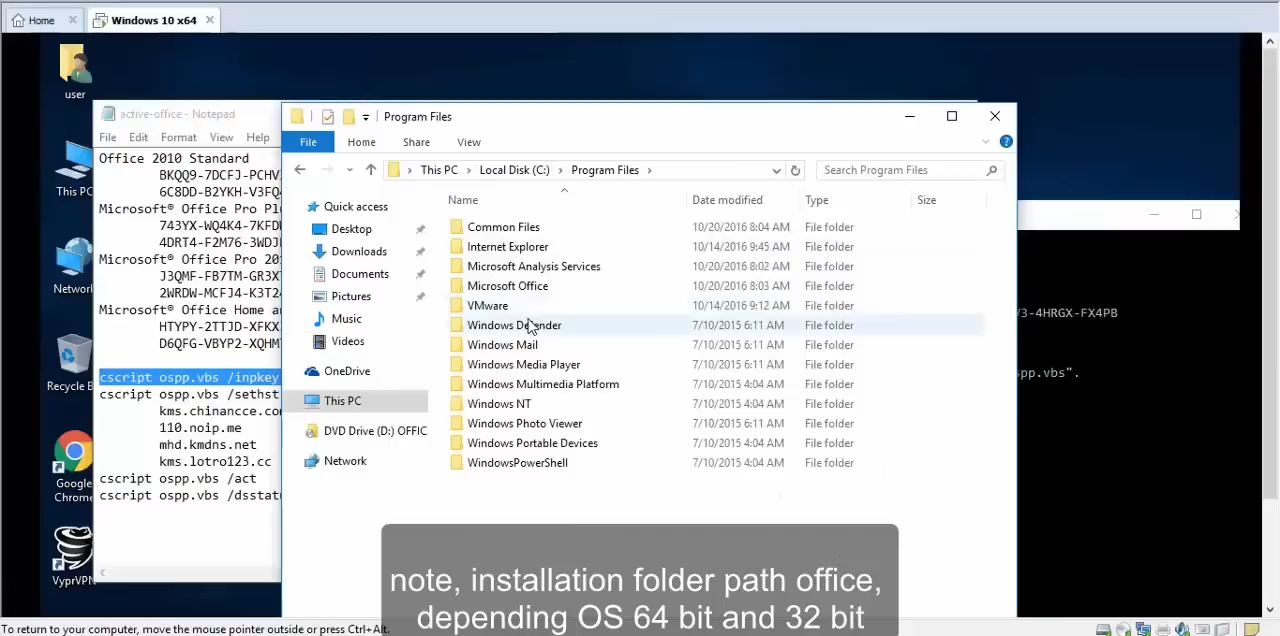 Home
Windows 10 x64
user
This PC
Network
Recycle B
Google
Chrome
VyprVPN
active-office - Notepad
File Edit Format View Help
Office 2010 Standard
BKQQ9-7DCFJ-PCHV
6C8DD-B2YKH-V3FQ
Microsoft® Office Pro Pl
743YX-WQ4K4-7KFD
4DRT4-F2M76-3WDJ
Microsoft® Office Pro 20
J3QMF-FB7TM-GR3X
2WRDW-MCFJ4-K3T2
Microsoft® Office Home a
HTYPY-2TTJD-XFKX
D6QFG-VBYP2-XQHM
cscript ospp.vbs /inpkey
cscript ospp.vbs /sethst
kms.chinancce.com
110.noip.me
mhd.kmdns.net
kms.lotro123.cc
cscript ospp.vbs /act
cscript ospp.vbs /dsstatu
Program Files
File Home Share View
This PC Local Disk (C:) Program Files
Search Program Files
Quick access
Desktop
Downloads
Documents
Pictures
Music
Videos
OneDrive
This PC
DVD Drive (D:) OFFIC
Network
Name Date modified Type Size
Common Files 10/20/2016 8:04 AM File folder
Internet Explorer 10/14/2016 9:45 AM File folder
Microsoft Analysis Services 10/20/2016 8:02 AM File folder
Microsoft Office 10/20/2016 8:03 AM File folder
VMware 10/14/2016 9:12 AM File folder
Windows Defender 7/10/2015 6:11 AM File folder
Windows Mail 7/10/2015 6:11 AM File folder
Windows Media Player 7/10/2015 6:11 AM File folder
Windows Multimedia Platform 7/10/2015 4:04 AM File folder
Windows NT 7/10/2015 4:04 AM File folder
Windows Photo Viewer 7/10/2015 6:11 AM File folder
Windows Portable Devices 7/10/2015 4:04 AM File folder
WindowsPowerShell 7/10/2015 4:04 AM File folder
3-4HRGX-FX4PB
spp.vbs".
note, installation folder path office,
depending OS 64 bit and 32 bit
To return to your computer, move the mouse pointer outside or press Ctrl+Alt.